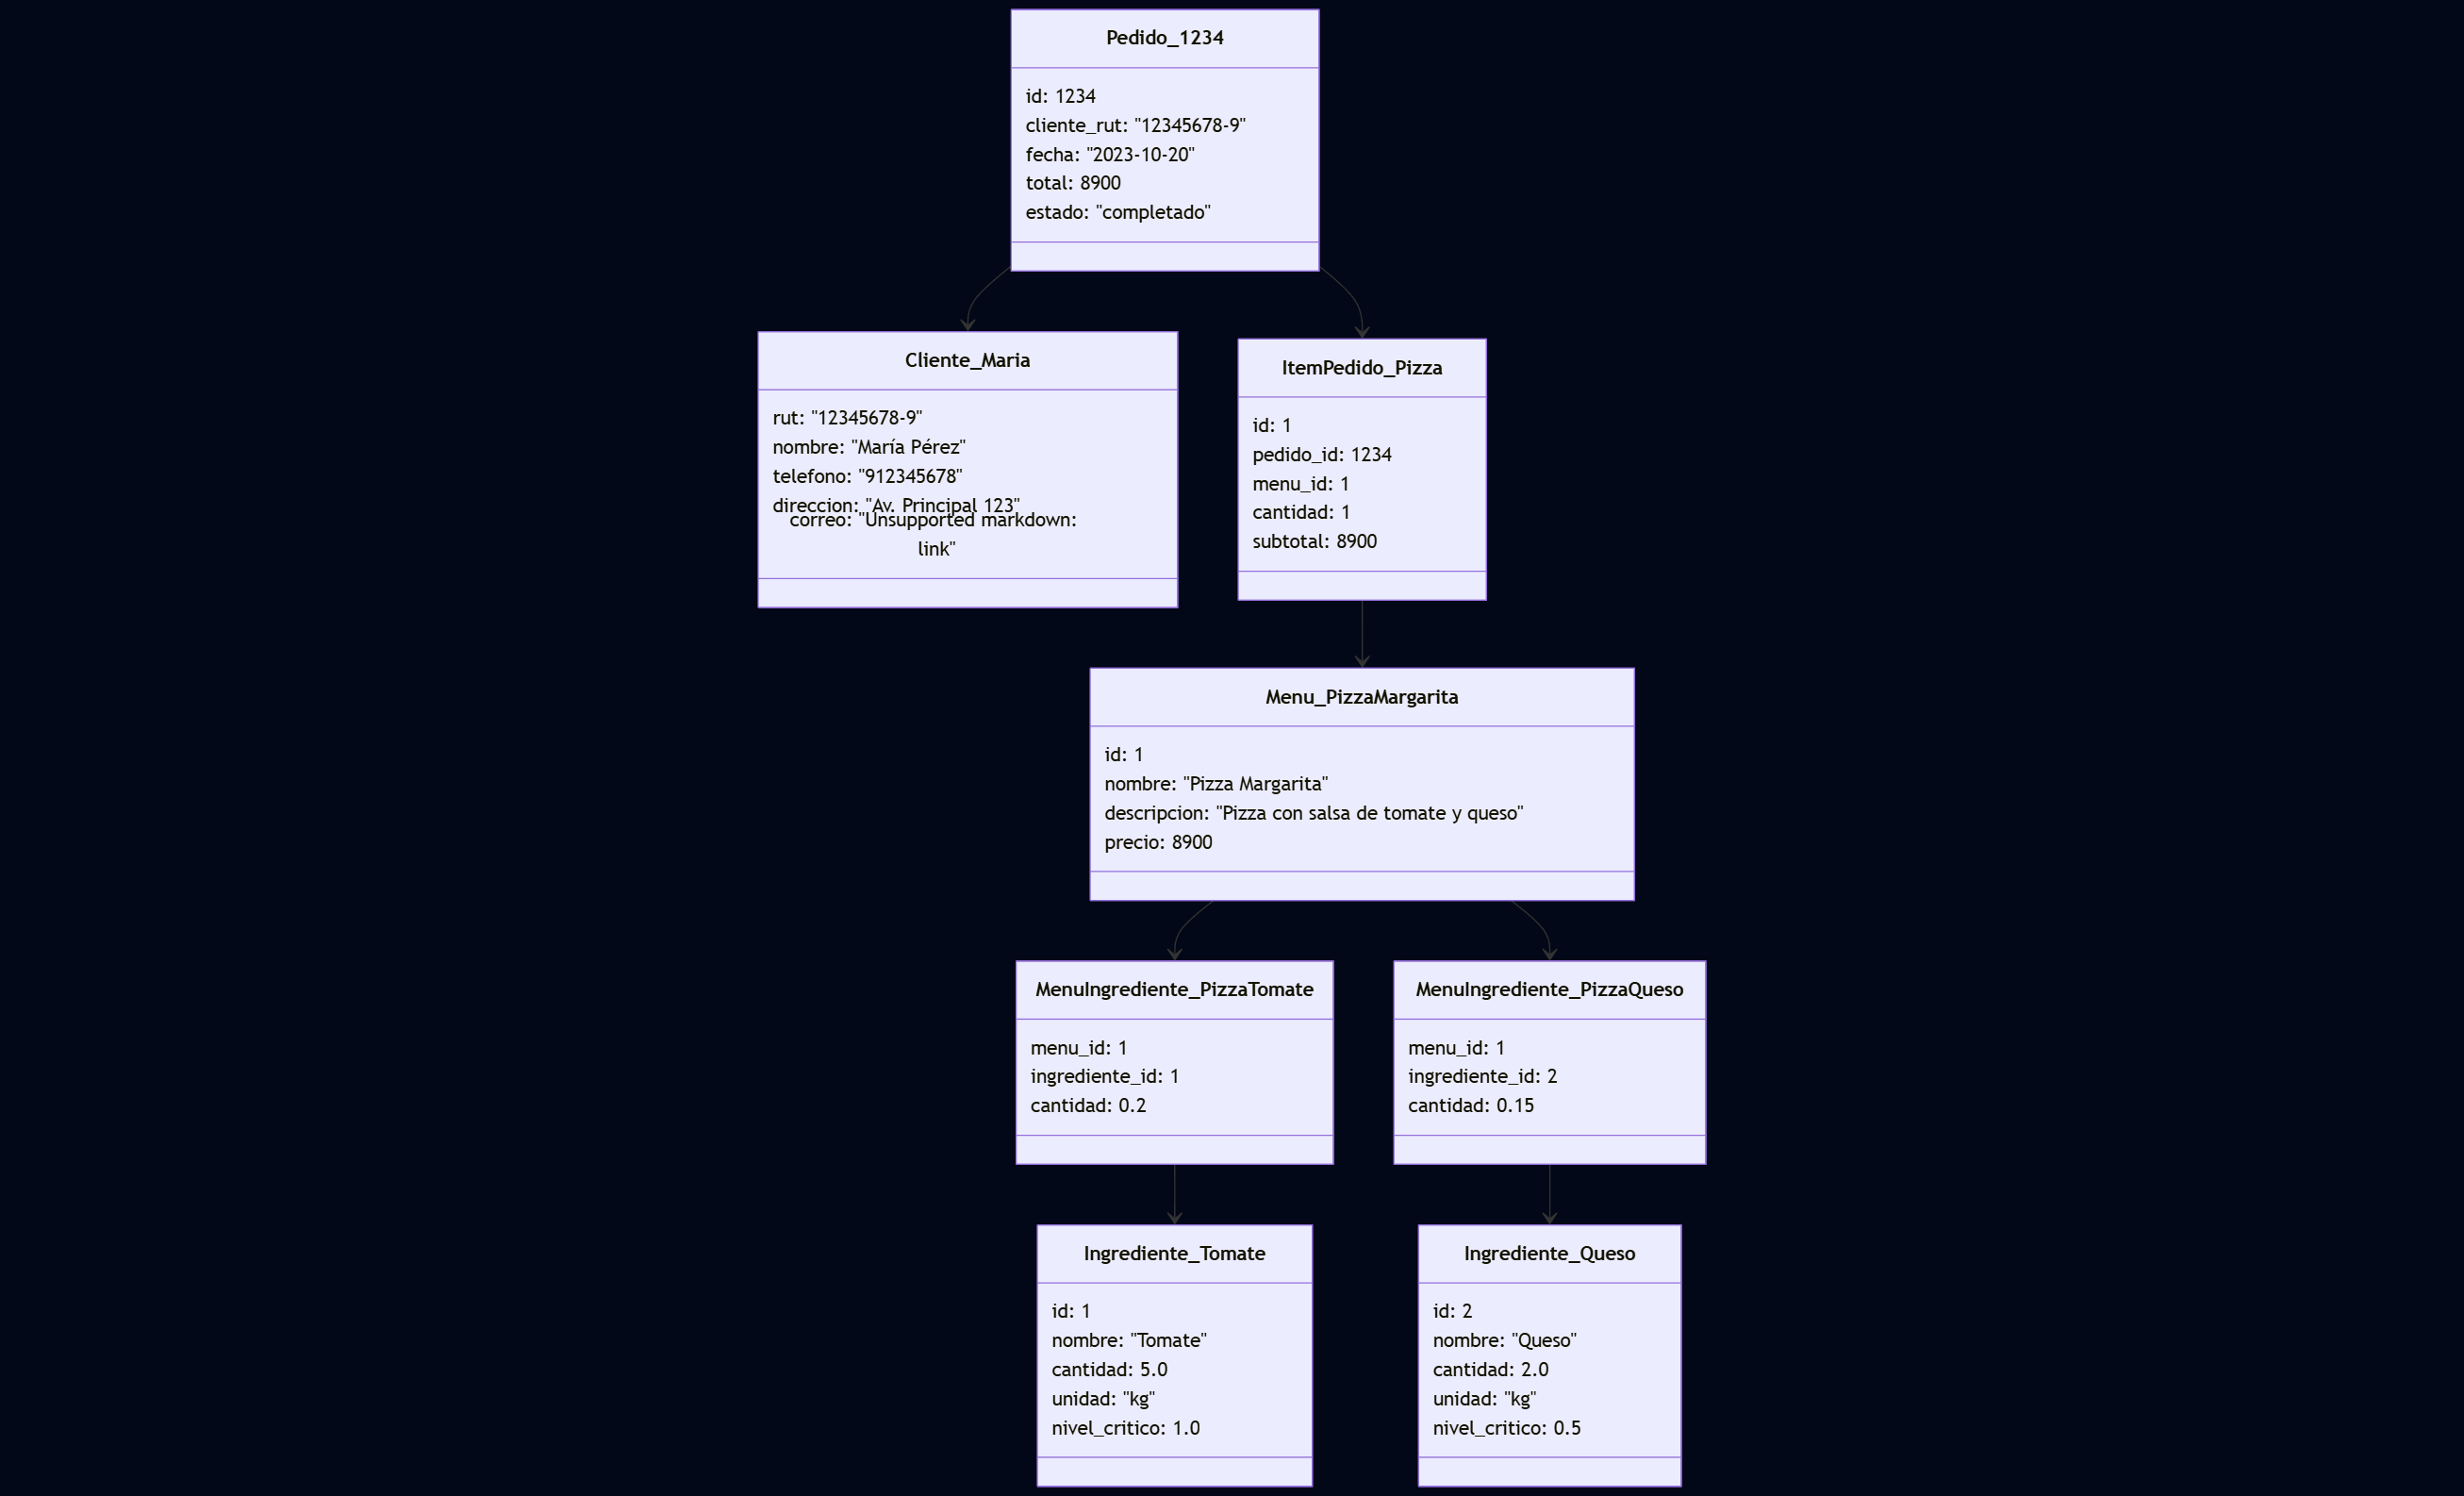 Pedido_1234
id: 1234
cliente_rut: "12345678-9"
fecha: "2023-10-20"
total: 8900
estado: "completado"
Cliente_Maria
rut: "12345678-9"
nombre: "María Pérez"
telefono: "912345678"
direccion: "Av. Principal 123"
correo: "Unsupported markdown:
link"
ItemPedido_Pizza
id: 1
pedido_id: 1234
menu_id: 1
cantidad: 1
subtotal: 8900
Menu_PizzaMargarita
id: 1
nombre: "Pizza Margarita"
descripcion: "Pizza con salsa de tomate y queso"
precio: 8900
MenuIngrediente_PizzaTomate
menu_id: 1
ingrediente_id: 1
cantidad: 0.2
MenuIngrediente_PizzaQueso
menu_id: 1
ingrediente_id: 2
cantidad: 0.15
Ingrediente_Tomate
id: 1
nombre: "Tomate"
cantidad: 5.0
unidad: "kg"
nivel_critico: 1.0
Ingrediente_Queso
id: 2
nombre: "Queso"
cantidad: 2.0
unidad: "kg"
nivel_critico: 0.5